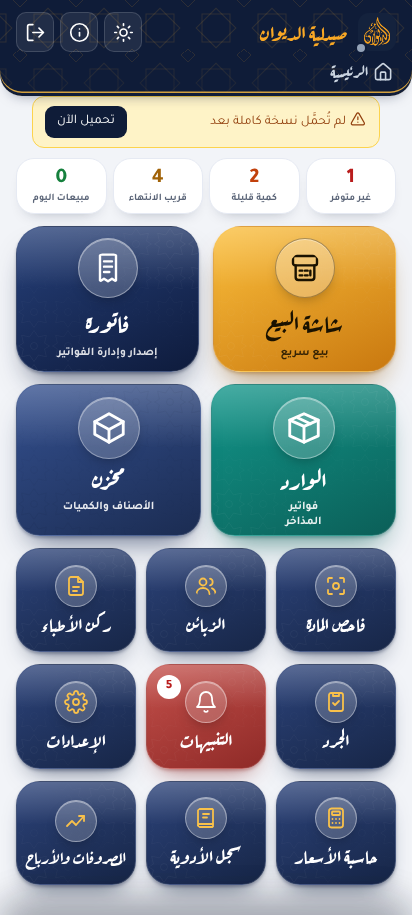 صيدلية الديوان
الرئيسية
لم تُحمَّل نسخة كاملة بعد
تحميل الآن
1
غير متوفر
2
كمية قليلة
4
قريب الانتهاء
0
مبيعات اليوم
شاشة البيع
بيع سريع
فاتورة
إصدار وإدارة الفواتير
الوارد
فواتير
المذاخر
مخزن
الأصناف والكميات
فاحص المادة
الزبائن
ركن الأطباء
الجرد
5
التنبيهات
الإعدادات
حاسبة الأسعار
سجل الأدوية
المصروفات والأرباح